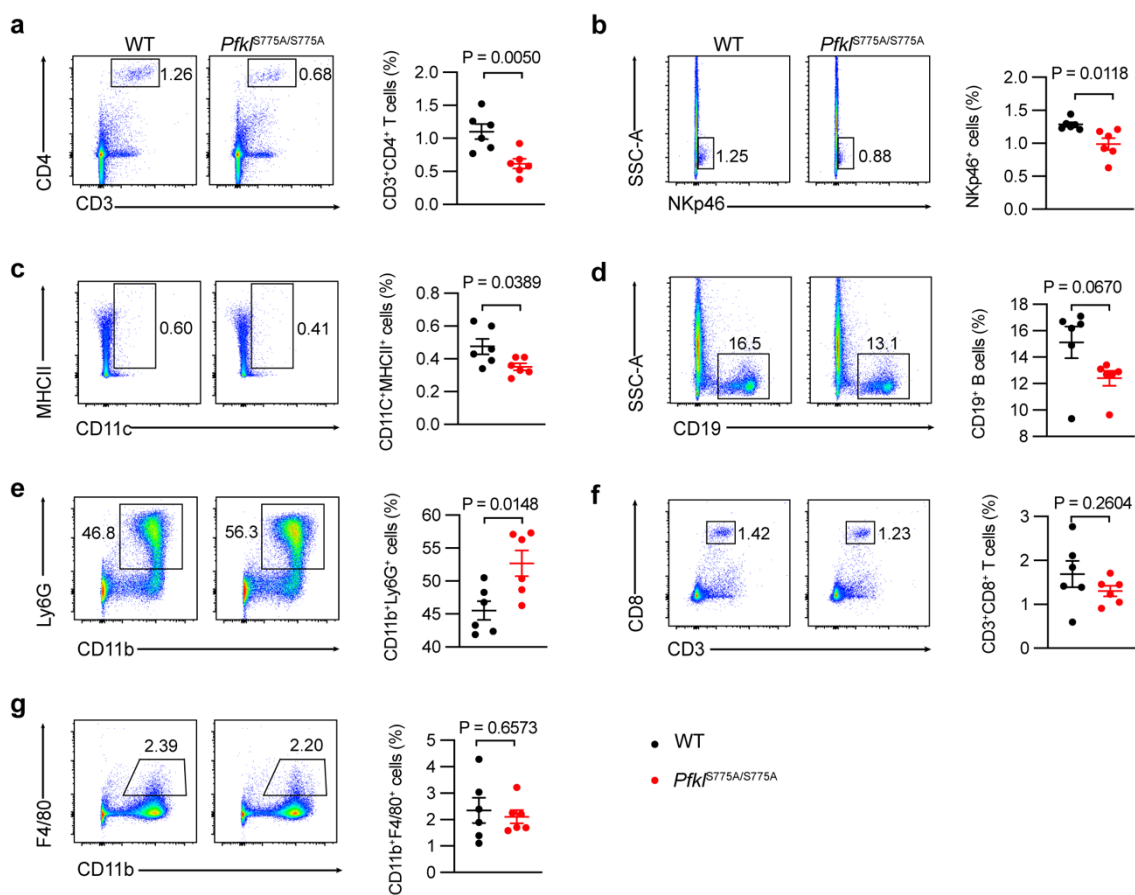 a
WT
Pfkl^S775A/S775A
CD4
1.26
0.68
CD3
CD3⁺CD4⁺ T cells (%)
P = 0.0050
2.0
1.5
1.0
0.5
0.0
b
WT
Pfkl^S775A/S775A
SSC-A
1.25
0.88
NKp46
NKp46⁺ cells (%)
P = 0.0118
2.0
1.5
1.0
0.5
0.0
c
MHCII
0.60
0.41
CD11c
CD11C⁺MHCII⁺ cells (%)
P = 0.0389
0.8
0.6
0.4
0.2
0.0
d
SSC-A
16.5
13.1
CD19
CD19⁺ B cells (%)
P = 0.0670
18
16
14
12
10
8
e
Ly6G
46.8
56.3
CD11b
CD11b⁺Ly6G⁺ cells (%)
P = 0.0148
60
55
50
45
40
f
CD8
1.42
1.23
CD3
CD3⁺CD8⁺ T cells (%)
P = 0.2604
3
2
1
0
g
F4/80
2.39
2.20
CD11b
CD11b⁺F4/80⁺ cells (%)
P = 0.6573
5
4
3
2
1
0
WT
Pfkl^S775A/S775A